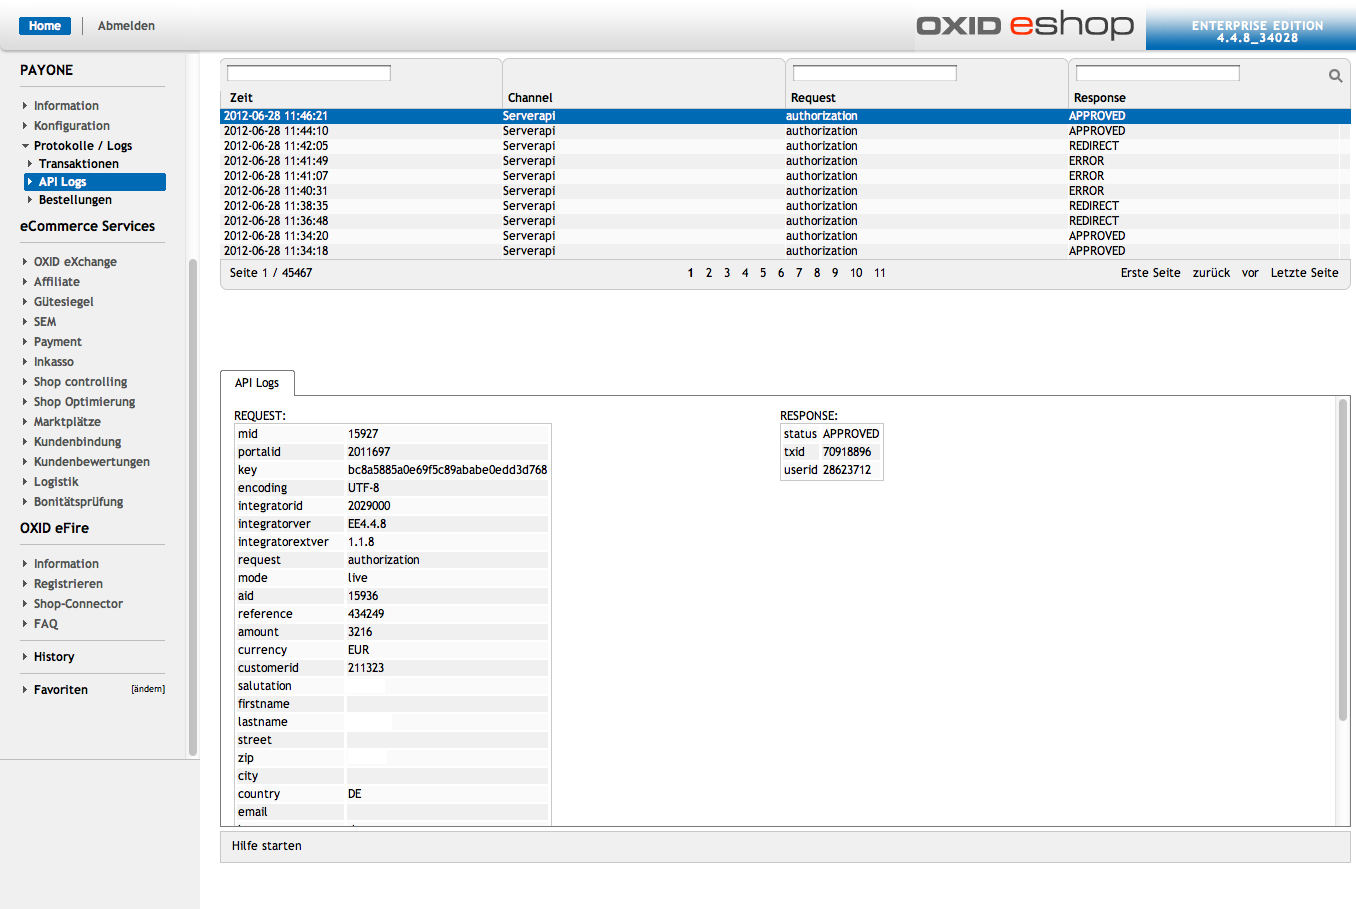 Home Abmelden
OXID eshop
ENTERPRISE EDITION
4.4.8_34028
PAYONE
Information
Konfiguration
Protokolle / Logs
Transaktionen
API Logs
Bestellungen
eCommerce Services
OXID eXchange
Affiliate
Gütesiegel
SEM
Payment
Inkasso
Shop controlling
Shop Optimierung
Marktplätze
Kundenbindung
Kundenbewertungen
Logistik
Bonitätsprüfung
OXID eFire
Information
Registrieren
Shop-Connector
FAQ
History
Favoriten [ändern]
Zeit Channel Request Response
2012-06-28 11:46:21 Serverapi authorization APPROVED
2012-06-28 11:44:10 Serverapi authorization APPROVED
2012-06-28 11:42:05 Serverapi authorization REDIRECT
2012-06-28 11:41:49 Serverapi authorization ERROR
2012-06-28 11:41:07 Serverapi authorization ERROR
2012-06-28 11:40:31 Serverapi authorization ERROR
2012-06-28 11:38:35 Serverapi authorization REDIRECT
2012-06-28 11:36:48 Serverapi authorization REDIRECT
2012-06-28 11:34:20 Serverapi authorization APPROVED
2012-06-28 11:34:18 Serverapi authorization APPROVED
Seite 1 / 45467 1 2 3 4 5 6 7 8 9 10 11 Erste Seite zurück vor Letzte Seite
API Logs
REQUEST:
mid 15927
portalid 2011697
key bc8a5885a0e69f5c89ababe0edd3d768
encoding UTF-8
integratorid 2029000
integratorver EE4.4.8
integratorextver 1.1.8
request authorization
mode live
aid 15936
reference 434249
amount 3216
currency EUR
customerid 211323
salutation
firstname
lastname
street
zip
city
country DE
email
RESPONSE:
status APPROVED
txid 70918896
userid 28623712
Hilfe starten